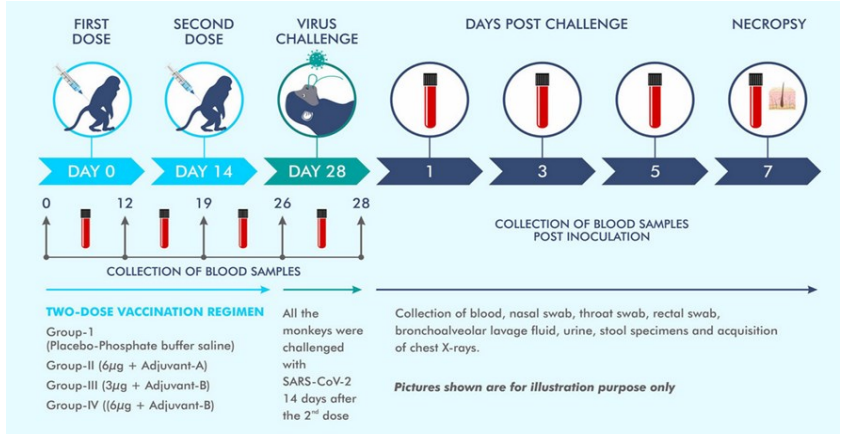 FIRST
DOSE
SECOND
DOSE
VIRUS
CHALLENGE
DAYS POST CHALLENGE
NECROPSY
DAY 0
DAY 14
DAY 28
1
3
5
7
0
12
19
26
28
COLLECTION OF BLOOD SAMPLES
COLLECTION OF BLOOD SAMPLES
POST INOCULATION
TWO-DOSE VACCINATION REGIMEN
Group-1
(Placebo-Phosphate buffer saline)
Group-II (6µg + Adjuvant-A)
Group-III (3µg + Adjuvant-B)
Group-IV ((6µg + Adjuvant-B)
All the
monkeys were
challenged
with
SARS-CoV-2
14 days after
the 2nd dose
Collection of blood, nasal swab, throat swab, rectal swab,
bronchoalveolar lavage fluid, urine, stool specimens and acquisition
of chest X-rays.
Pictures shown are for illustration purpose only